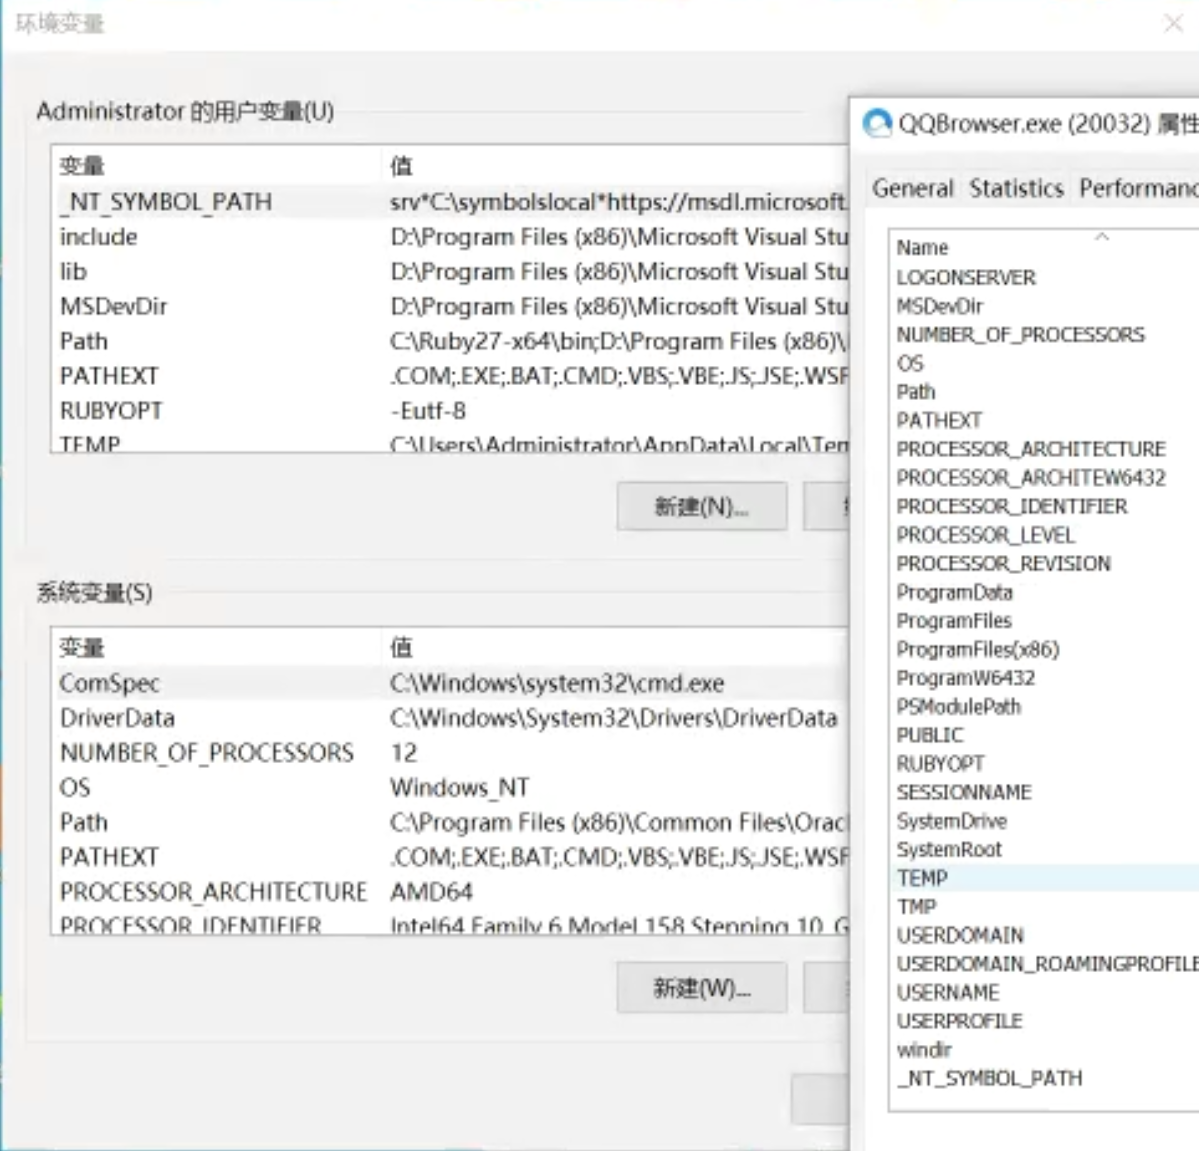 环境变量
Administrator 的用户变量(U)
变量 值
_NT_SYMBOL_PATH srv*C:\symbolslocal*https://msdl.microsoft.
include D:\Program Files (x86)\Microsoft Visual Stu
lib D:\Program Files (x86)\Microsoft Visual Stu
MSDevDir D:\Program Files (x86)\Microsoft Visual Stu
Path C:\Ruby27-x64\bin;D:\Program Files (x86)\
PATHEXT .COM;.EXE;.BAT;.CMD;.VBS;.VBE;.JS;.JSE;.WSF
RUBYOPT -Eutf-8
TEMP C:\Users\Administrator\AppData\Local\Tem
新建(N)...
系统变量(S)
变量 值
ComSpec C:\Windows\system32\cmd.exe
DriverData C:\Windows\System32\Drivers\DriverData
NUMBER_OF_PROCESSORS 12
OS Windows_NT
Path C:\Program Files (x86)\Common Files\Orac
PATHEXT .COM;.EXE;.BAT;.CMD;.VBS;.VBE;.JS;.JSE;.WSF
PROCESSOR_ARCHITECTURE AMD64
PROCESSOR_IDENTIFIER Intel64 Family 6 Model 158 Stepping 10, G
新建(W)...
QQBrowser.exe (20032) 属性
General Statistics Performanc
Name
LOGONSERVER
MSDevDir
NUMBER_OF_PROCESSORS
OS
Path
PATHEXT
PROCESSOR_ARCHITECTURE
PROCESSOR_ARCHITEW6432
PROCESSOR_IDENTIFIER
PROCESSOR_LEVEL
PROCESSOR_REVISION
ProgramData
ProgramFiles
ProgramFiles(x86)
ProgramW6432
PSModulePath
PUBLIC
RUBYOPT
SESSIONNAME
SystemDrive
SystemRoot
TEMP
TMP
USERDOMAIN
USERDOMAIN_ROAMINGPROFILE
USERNAME
USERPROFILE
windir
_NT_SYMBOL_PATH